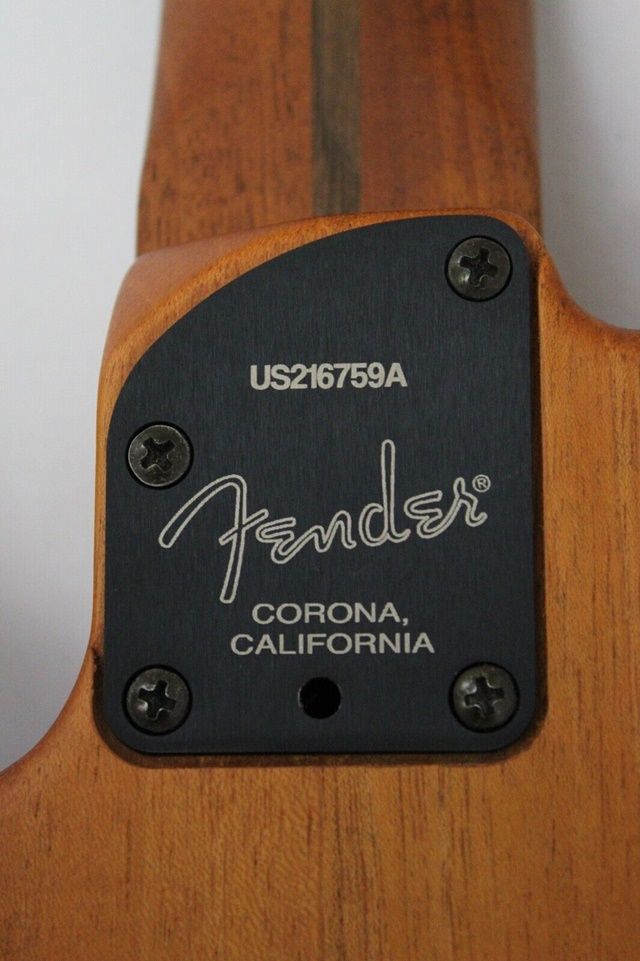 US216759A
Fender®
CORONA,
CALIFORNIA